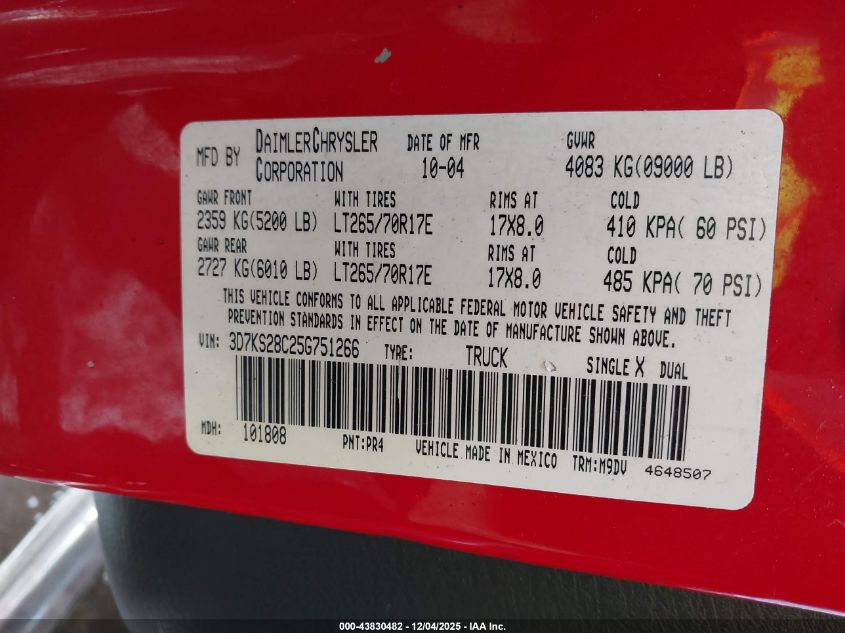 MFD BY DAIMLERCHRYSLER CORPORATION DATE OF MFR 10-04 GVWR 4083 KG(09000 LB)
GAWR FRONT WITH TIRES RIMS AT COLD
2359 KG(5200 LB) LT265/70R17E 17X8.0 410 KPA( 60 PSI)
GAWR REAR WITH TIRES RIMS AT COLD
2727 KG(6010 LB) LT265/70R17E 17X8.0 485 KPA( 70 PSI)
THIS VEHICLE CONFORMS TO ALL APPLICABLE FEDERAL MOTOR VEHICLE SAFETY AND THEFT
PREVENTION STANDARDS IN EFFECT ON THE DATE OF MANUFACTURE SHOWN ABOVE.
VIN: 3D7KS28C25G751266 TYPE: TRUCK SINGLE X DUAL
MDH: 101808 PNT:PR4 VEHICLE MADE IN MEXICO TRM:M9DV 4648507
000-43830482 - 12/04/2025 - IAA Inc.